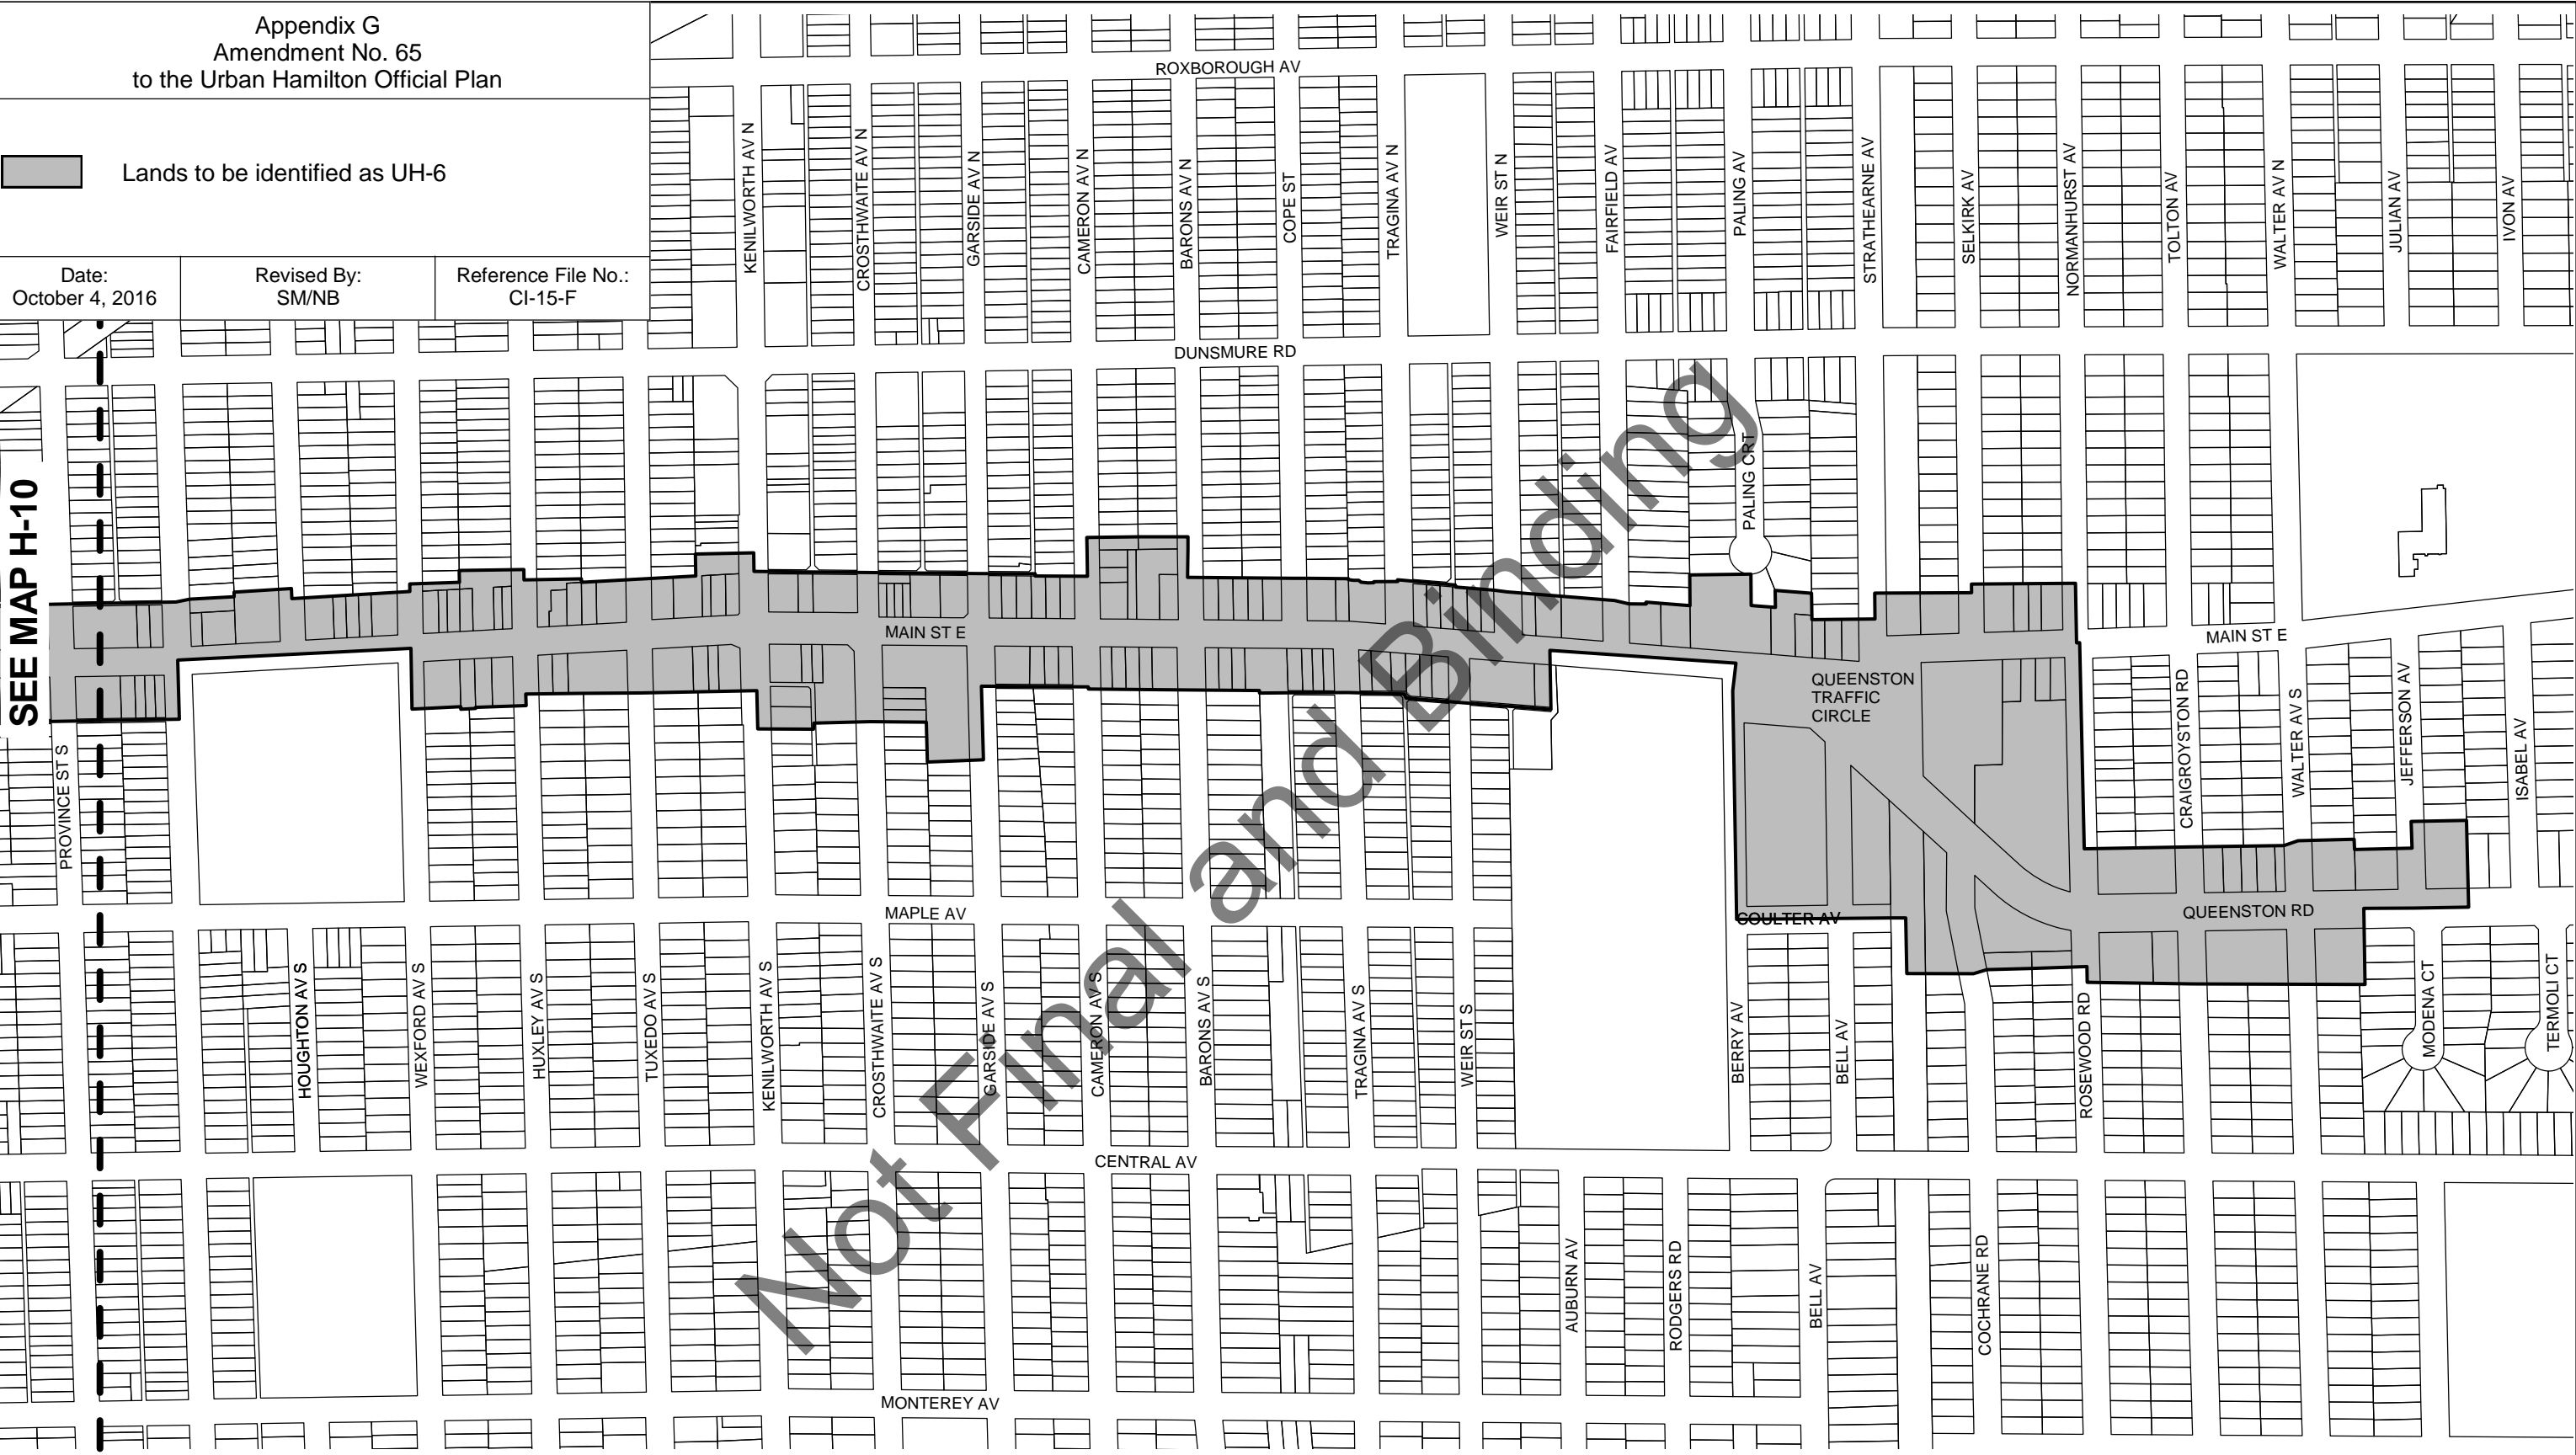 Appendix G
Amendment No. 65
to the Urban Hamilton Official Plan
Lands to be identified as UH-6
Date:
October 4, 2016
Revised By:
SM/NB
Reference File No.:
CI-15-F
SEE MAP H-10
ROXBOROUGH AV
KENILWORTH AV N
CROSTHWAITE AV N
GARSIDE AV N
CAMERON AV N
BARONS AV N
COPE ST
TRAGINA AV N
WEIR ST N
FAIRFIELD AV
PALING AV
STRATHEARNE AV
SELKIRK AV
NORMANHURST AV
TOLTON AV
WALTER AV N
JULIAN AV
IVON AV
DUNSMURE RD
PALING CRT
MAIN ST E
MAIN ST E
QUEENSTON
TRAFFIC
CIRCLE
CRAIGROYSTON RD
WALTER AV S
JEFFERSON AV
ISABEL AV
PROVINCE ST S
MAPLE AV
COULTER AV
QUEENSTON RD
HOUGHTON AV S
WEXFORD AV S
HUXLEY AV S
TUXEDO AV S
KENILWORTH AV S
CROSTHWAITE AV S
GARSIDE AV S
CAMERON AV S
BARONS AV S
TRAGINA AV S
WEIR ST S
BERRY AV
BELL AV
ROSEWOOD RD
MODENA CT
TERMOLI CT
CENTRAL AV
AUBURN AV
RODGERS RD
BELL AV
COCHRANE RD
MONTEREY AV
Not Final and Binding